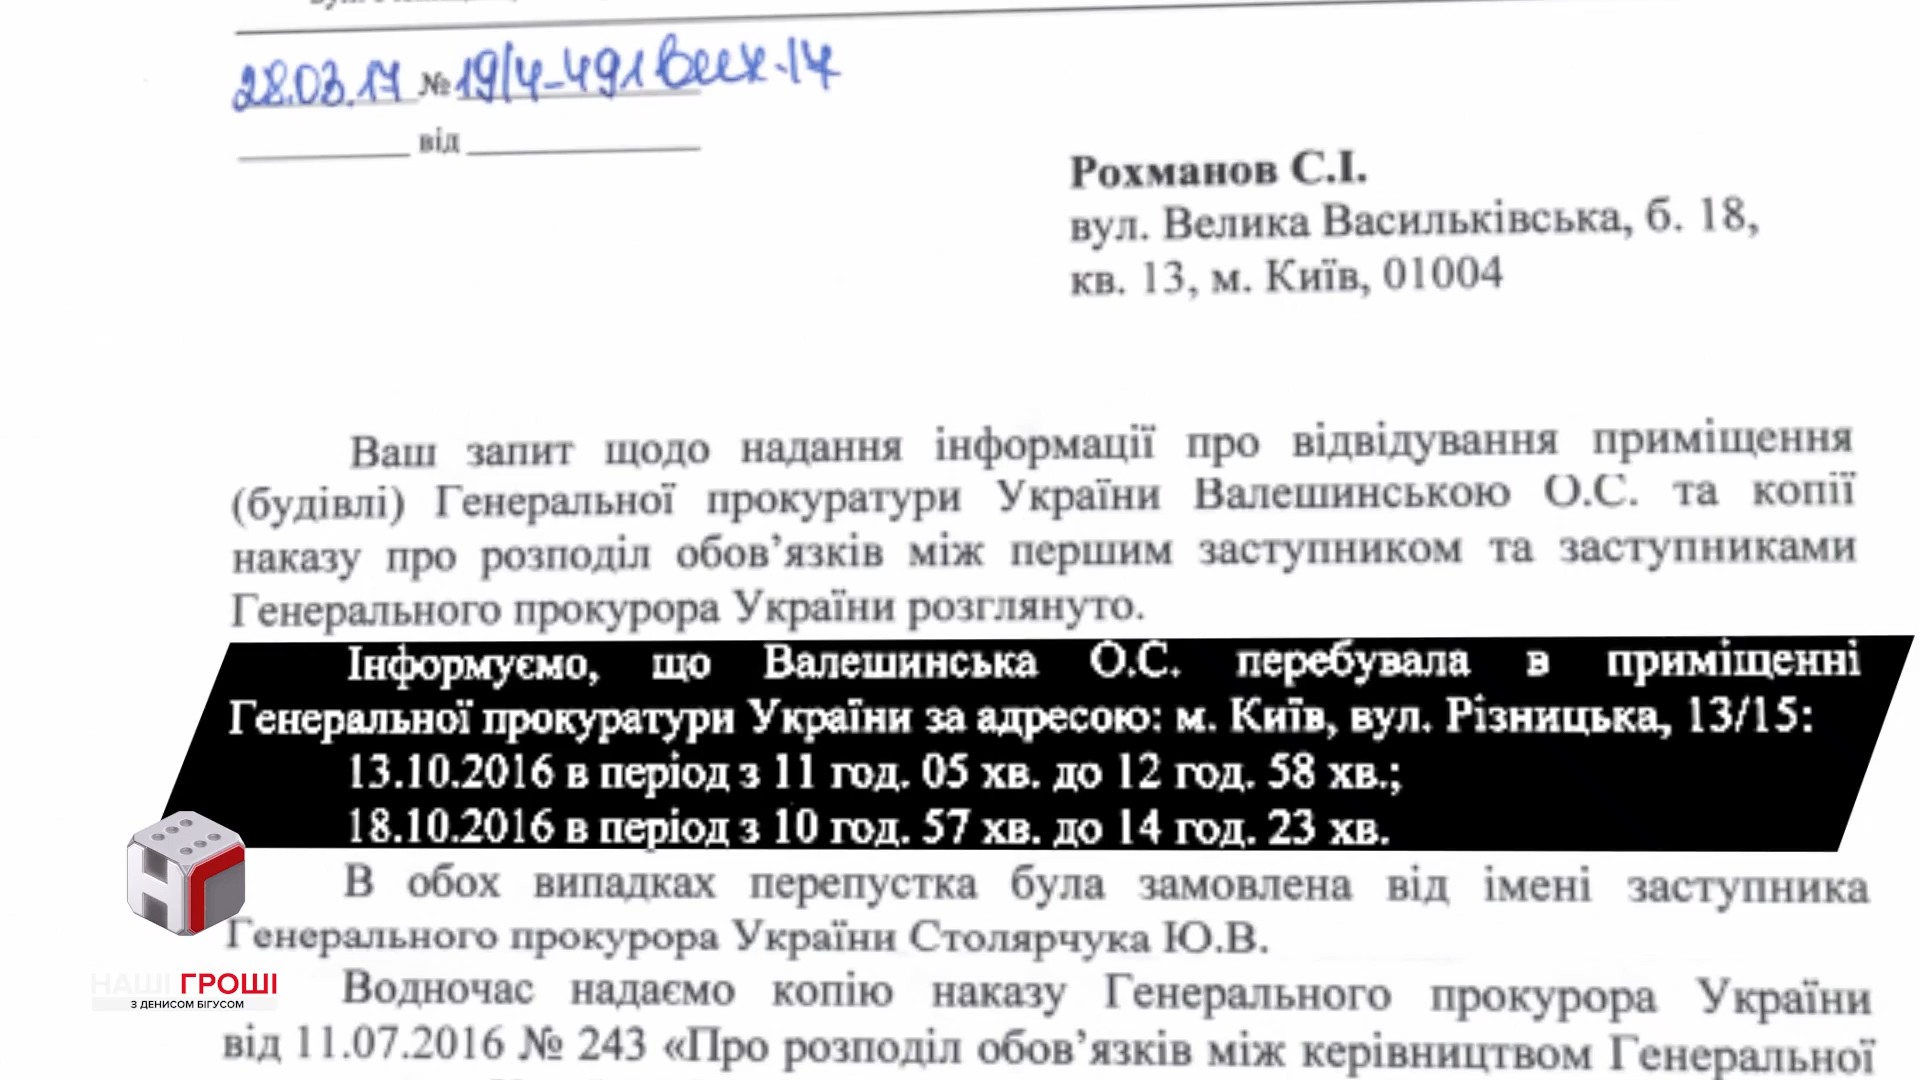 28.03.17 № 19/4-491вих-17
від
Рохманов С.І.
вул. Велика Васильківська, б. 18,
кв. 13, м. Київ, 01004
Ваш запит щодо надання інформації про відвідування приміщення
(будівлі) Генеральної прокуратури України Валешинською О.С. та копії
наказу про розподіл обов’язків між першим заступником та заступниками
Генерального прокурора України розглянуто.
Інформуємо, що Валешинська О.С. перебувала в приміщенні
Генеральної прокуратури України за адресою: м. Київ, вул. Різницька, 13/15:
13.10.2016 в період з 11 год. 05 хв. до 12 год. 58 хв.;
18.10.2016 в період з 10 год. 57 хв. до 14 год. 23 хв.
В обох випадках перепустка була замовлена від імені заступника
Генерального прокурора України Столярчука Ю.В.
Водночас надаємо копію наказу Генерального прокурора України
від 11.07.2016 № 243 «Про розподіл обов’язків між керівництвом Генеральної
НАШІ ГРОШІ
З ДЕНИСОМ БІГУСОМ